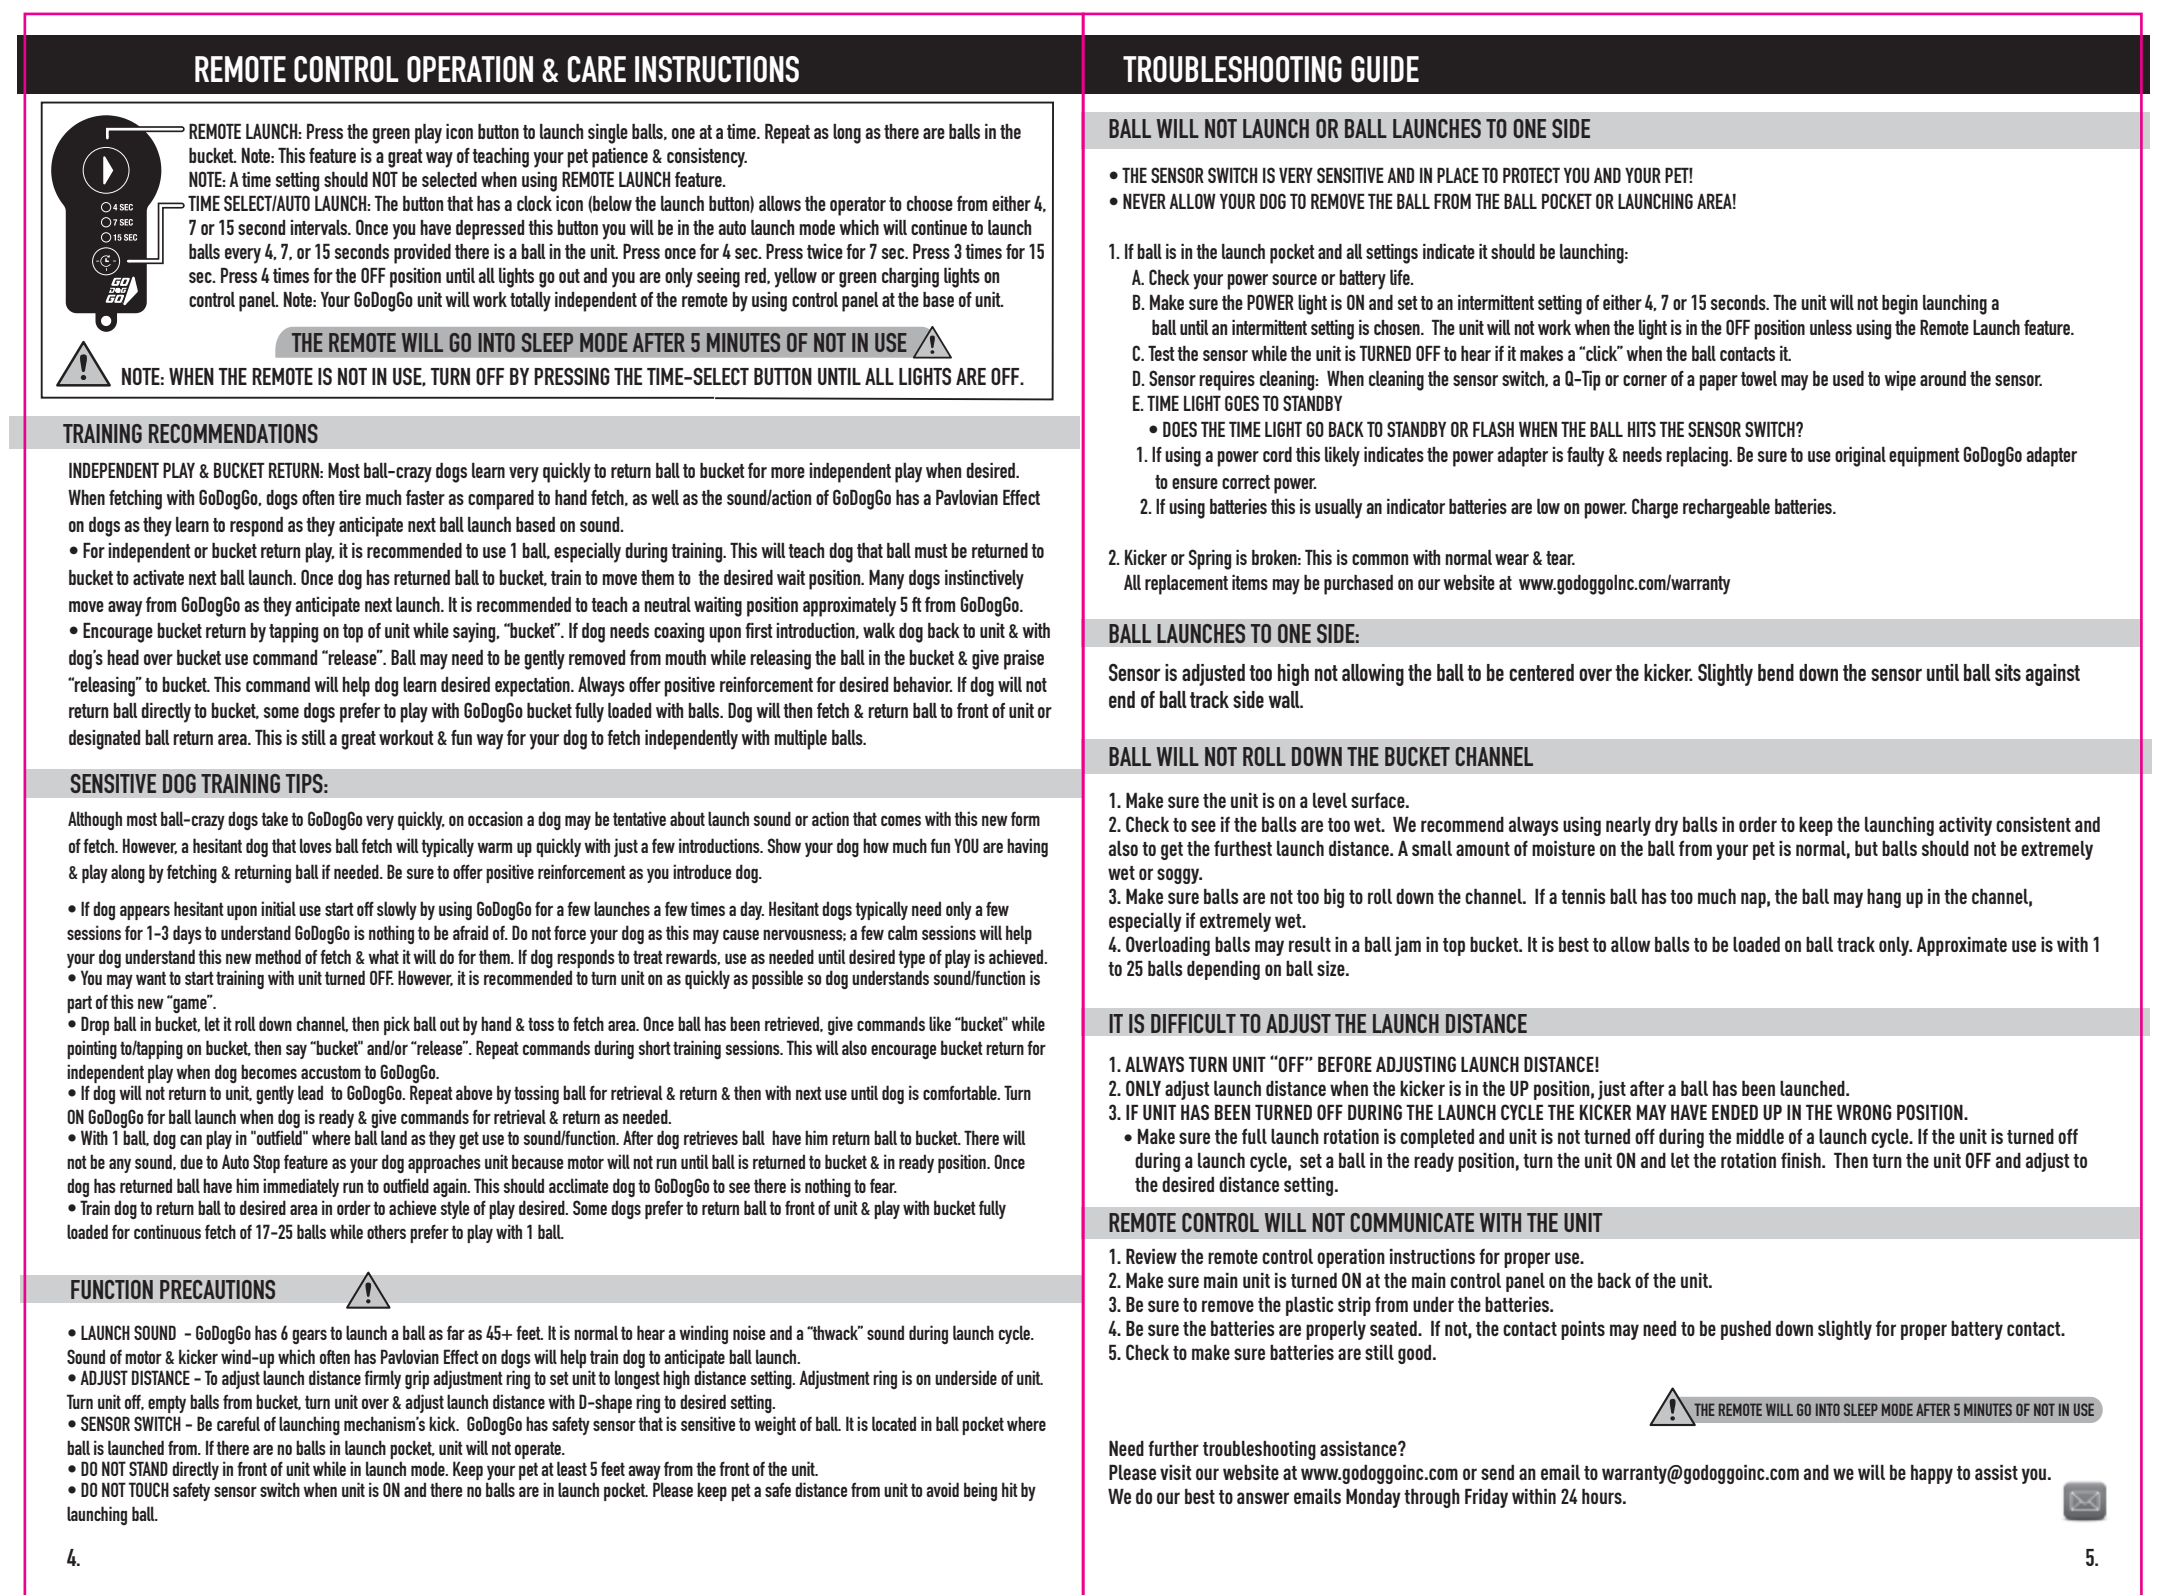 REMOTE CONTROL OPERATION & CARE INSTRUCTIONS
REMOTE LAUNCH: Press the green play icon button to launch single balls, one at a time. Repeat as long as there are balls in the
bucket. Note: This feature is a great way of teaching your pet patience & consistency.
NOTE: A time setting should NOT be selected when using REMOTE LAUNCH feature.
TIME SELECT/AUTO LAUNCH: The button that has a clock icon (below the launch button) allows the operator to choose from either 4,
7 or 15 second intervals. Once you have depressed this button you will be in the auto launch mode which will continue to launch
balls every 4, 7, or 15 seconds provided there is a ball in the unit. Press once for 4 sec. Press twice for 7 sec. Press 3 times for 15
sec. Press 4 times for the OFF position until all lights go out and you are only seeing red, yellow or green charging lights on
control panel. Note: Your GoDogGo unit will work totally independent of the remote by using control panel at the base of unit.
4 SEC
7 SEC
15 SEC
GO
DOG
GO
THE REMOTE WILL GO INTO SLEEP MODE AFTER 5 MINUTES OF NOT IN USE
NOTE: WHEN THE REMOTE IS NOT IN USE, TURN OFF BY PRESSING THE TIME-SELECT BUTTON UNTIL ALL LIGHTS ARE OFF.
TRAINING RECOMMENDATIONS
INDEPENDENT PLAY & BUCKET RETURN: Most ball-crazy dogs learn very quickly to return ball to bucket for more independent play when desired.
When fetching with GoDogGo, dogs often tire much faster as compared to hand fetch, as well as the sound/action of GoDogGo has a Pavlovian Effect
on dogs as they learn to respond as they anticipate next ball launch based on sound.
• For independent or bucket return play, it is recommended to use 1 ball, especially during training. This will teach dog that ball must be returned to
bucket to activate next ball launch. Once dog has returned ball to bucket, train to move them to the desired wait position. Many dogs instinctively
move away from GoDogGo as they anticipate next launch. It is recommended to teach a neutral waiting position approximately 5 ft from GoDogGo.
• Encourage bucket return by tapping on top of unit while saying, “bucket”. If dog needs coaxing upon first introduction, walk dog back to unit & with
dog’s head over bucket use command “release”. Ball may need to be gently removed from mouth while releasing the ball in the bucket & give praise
“releasing” to bucket. This command will help dog learn desired expectation. Always offer positive reinforcement for desired behavior. If dog will not
return ball directly to bucket, some dogs prefer to play with GoDogGo bucket fully loaded with balls. Dog will then fetch & return ball to front of unit or
designated ball return area. This is still a great workout & fun way for your dog to fetch independently with multiple balls.
SENSITIVE DOG TRAINING TIPS:
Although most ball-crazy dogs take to GoDogGo very quickly, on occasion a dog may be tentative about launch sound or action that comes with this new form
of fetch. However, a hesitant dog that loves ball fetch will typically warm up quickly with just a few introductions. Show your dog how much fun YOU are having
& play along by fetching & returning ball if needed. Be sure to offer positive reinforcement as you introduce dog.
• If dog appears hesitant upon initial use start off slowly by using GoDogGo for a few launches a few times a day. Hesitant dogs typically need only a few
sessions for 1-3 days to understand GoDogGo is nothing to be afraid of. Do not force your dog as this may cause nervousness; a few calm sessions will help
your dog understand this new method of fetch & what it will do for them. If dog responds to treat rewards, use as needed until desired type of play is achieved.
• You may want to start training with unit turned OFF. However, it is recommended to turn unit on as quickly as possible so dog understands sound/function is
part of this new “game”.
• Drop ball in bucket, let it roll down channel, then pick ball out by hand & toss to fetch area. Once ball has been retrieved, give commands like “bucket" while
pointing to/tapping on bucket, then say “bucket" and/or “release”. Repeat commands during short training sessions. This will also encourage bucket return for
independent play when dog becomes accustom to GoDogGo.
• If dog will not return to unit, gently lead to GoDogGo. Repeat above by tossing ball for retrieval & return & then with next use until dog is comfortable. Turn
ON GoDogGo for ball launch when dog is ready & give commands for retrieval & return as needed.
• With 1 ball, dog can play in "outfield" where ball land as they get use to sound/function. After dog retrieves ball have him return ball to bucket. There will
not be any sound, due to Auto Stop feature as your dog approaches unit because motor will not run until ball is returned to bucket & in ready position. Once
dog has returned ball have him immediately run to outfield again. This should acclimate dog to GoDogGo to see there is nothing to fear.
• Train dog to return ball to desired area in order to achieve style of play desired. Some dogs prefer to return ball to front of unit & play with bucket fully
loaded for continuous fetch of 17-25 balls while others prefer to play with 1 ball.
FUNCTION PRECAUTIONS
• LAUNCH SOUND - GoDogGo has 6 gears to launch a ball as far as 45+ feet. It is normal to hear a winding noise and a “thwack” sound during launch cycle.
Sound of motor & kicker wind-up which often has Pavlovian Effect on dogs will help train dog to anticipate ball launch.
• ADJUST DISTANCE - To adjust launch distance firmly grip adjustment ring to set unit to longest high distance setting. Adjustment ring is on underside of unit.
Turn unit off, empty balls from bucket, turn unit over & adjust launch distance with D-shape ring to desired setting.
• SENSOR SWITCH - Be careful of launching mechanism’s kick. GoDogGo has safety sensor that is sensitive to weight of ball. It is located in ball pocket where
ball is launched from. If there are no balls in launch pocket, unit will not operate.
• DO NOT STAND directly in front of unit while in launch mode. Keep your pet at least 5 feet away from the front of the unit.
• DO NOT TOUCH safety sensor switch when unit is ON and there no balls are in launch pocket. Please keep pet a safe distance from unit to avoid being hit by
launching ball.
4.
TROUBLESHOOTING GUIDE
BALL WILL NOT LAUNCH OR BALL LAUNCHES TO ONE SIDE
• THE SENSOR SWITCH IS VERY SENSITIVE AND IN PLACE TO PROTECT YOU AND YOUR PET!
• NEVER ALLOW YOUR DOG TO REMOVE THE BALL FROM THE BALL POCKET OR LAUNCHING AREA!
1. If ball is in the launch pocket and all settings indicate it should be launching:
A. Check your power source or battery life.
B. Make sure the POWER light is ON and set to an intermittent setting of either 4, 7 or 15 seconds. The unit will not begin launching a
ball until an intermittent setting is chosen. The unit will not work when the light is in the OFF position unless using the Remote Launch feature.
C. Test the sensor while the unit is TURNED OFF to hear if it makes a “click” when the ball contacts it.
D. Sensor requires cleaning: When cleaning the sensor switch, a Q-Tip or corner of a paper towel may be used to wipe around the sensor.
E. TIME LIGHT GOES TO STANDBY
• DOES THE TIME LIGHT GO BACK TO STANDBY OR FLASH WHEN THE BALL HITS THE SENSOR SWITCH?
1. If using a power cord this likely indicates the power adapter is faulty & needs replacing. Be sure to use original equipment GoDogGo adapter
to ensure correct power.
2. If using batteries this is usually an indicator batteries are low on power. Charge rechargeable batteries.
2. Kicker or Spring is broken: This is common with normal wear & tear.
All replacement items may be purchased on our website at www.godoggoInc.com/warranty
BALL LAUNCHES TO ONE SIDE:
Sensor is adjusted too high not allowing the ball to be centered over the kicker. Slightly bend down the sensor until ball sits against
end of ball track side wall.
BALL WILL NOT ROLL DOWN THE BUCKET CHANNEL
1. Make sure the unit is on a level surface.
2. Check to see if the balls are too wet. We recommend always using nearly dry balls in order to keep the launching activity consistent and
also to get the furthest launch distance. A small amount of moisture on the ball from your pet is normal, but balls should not be extremely
wet or soggy.
3. Make sure balls are not too big to roll down the channel. If a tennis ball has too much nap, the ball may hang up in the channel,
especially if extremely wet.
4. Overloading balls may result in a ball jam in top bucket. It is best to allow balls to be loaded on ball track only. Approximate use is with 1
to 25 balls depending on ball size.
IT IS DIFFICULT TO ADJUST THE LAUNCH DISTANCE
1. ALWAYS TURN UNIT “OFF” BEFORE ADJUSTING LAUNCH DISTANCE!
2. ONLY adjust launch distance when the kicker is in the UP position, just after a ball has been launched.
3. IF UNIT HAS BEEN TURNED OFF DURING THE LAUNCH CYCLE THE KICKER MAY HAVE ENDED UP IN THE WRONG POSITION.
• Make sure the full launch rotation is completed and unit is not turned off during the middle of a launch cycle. If the unit is turned off
during a launch cycle, set a ball in the ready position, turn the unit ON and let the rotation finish. Then turn the unit OFF and adjust to
the desired distance setting.
REMOTE CONTROL WILL NOT COMMUNICATE WITH THE UNIT
1. Review the remote control operation instructions for proper use.
2. Make sure main unit is turned ON at the main control panel on the back of the unit.
3. Be sure to remove the plastic strip from under the batteries.
4. Be sure the batteries are properly seated. If not, the contact points may need to be pushed down slightly for proper battery contact.
5. Check to make sure batteries are still good.
THE REMOTE WILL GO INTO SLEEP MODE AFTER 5 MINUTES OF NOT IN USE
Need further troubleshooting assistance?
Please visit our website at www.godoggoinc.com or send an email to warranty@godoggoinc.com and we will be happy to assist you.
We do our best to answer emails Monday through Friday within 24 hours.
5.